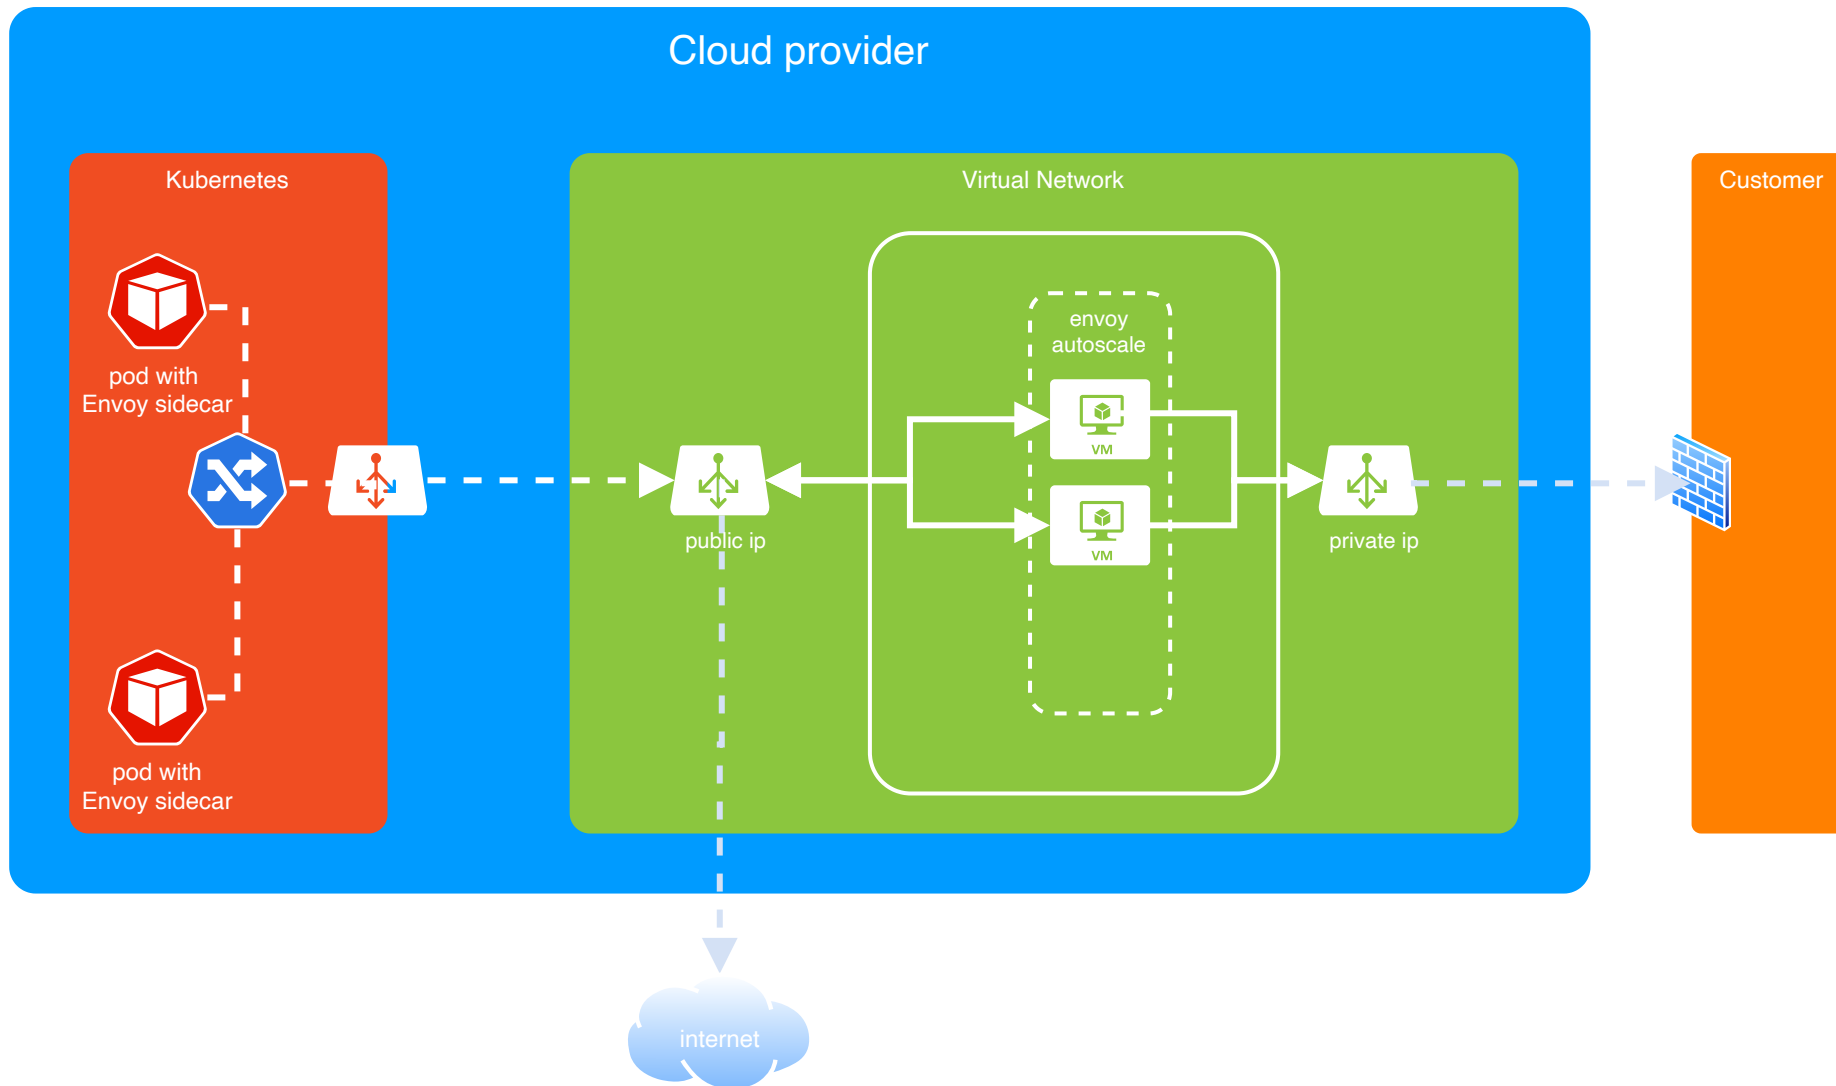 Cloud provider
Kubernetes
Virtual Network
Customer
pod with
Envoy sidecar
envoy
autoscale
VM
VM
public ip
private ip
pod with
Envoy sidecar
internet